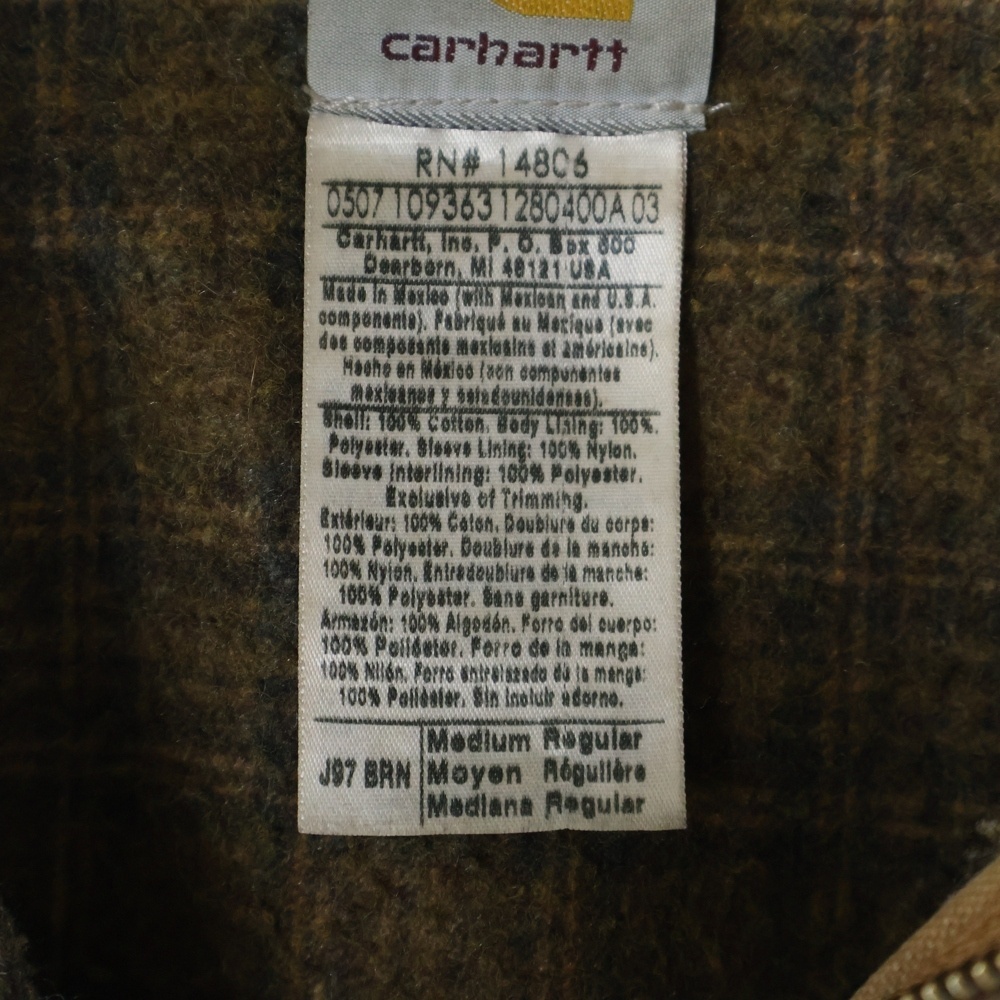 carhartt
RN# 14806
0507 109363 1280400A 03
Carhartt, Inc. P. O. Box 600
Dearborn, MI 48121 USA
Made in Mexico (with Mexican and U.S.A.
components). Fabriqué au Mexique (avec
des composants mexicains et américains).
Hecho en México (con componentes
mexicanos y estadounidenses).
Shell: 100% Cotton. Body Lining: 100%.
Polyester. Sleeve Lining: 100% Nylon.
Sleeve Interlining: 100% Polyester.
Exclusive of Trimming.
Extérieur: 100% Coton. Doublure du corps:
100% Polyester. Doublure de la manche:
100% Nylon. Entredoublure de la manche:
100% Polyester. Sans garniture.
Armazón: 100% Algodón. Forro del cuerpo:
100% Poliéster. Forro de la manga:
100% Nilón. Forro entrelazado de la manga:
100% Poliéster. Sin incluir adorno.
J97 BRN
Medium Regular
Moyen Régulière
Mediana Regular